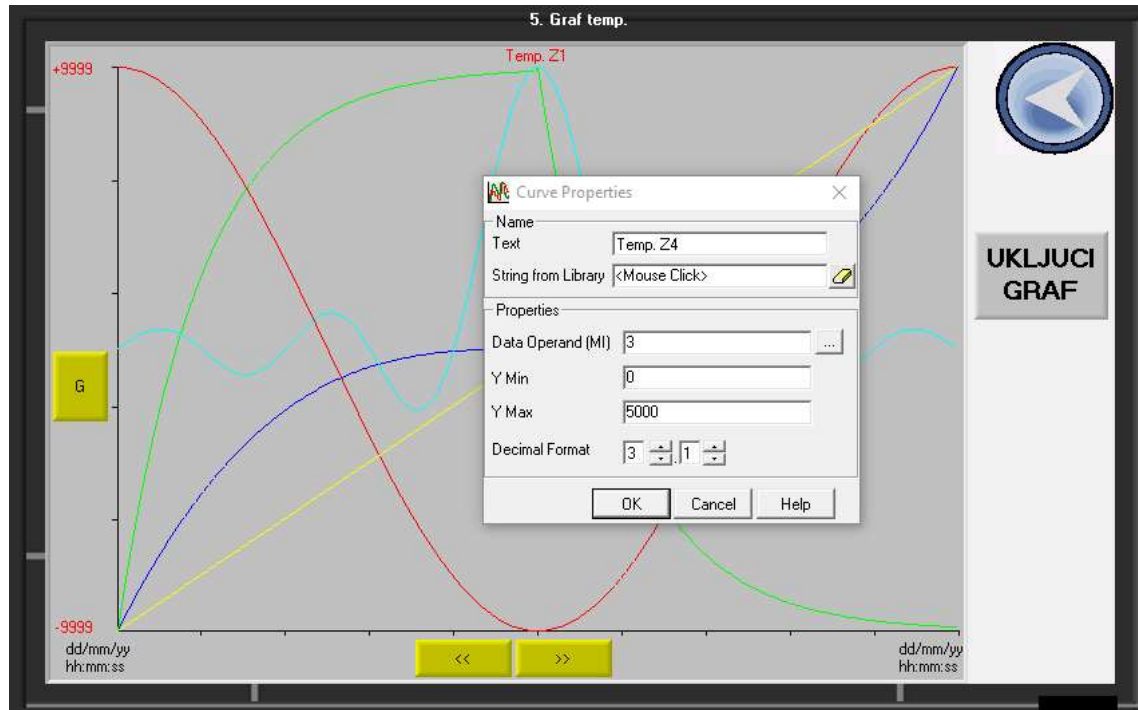 5. Graf temp.
Temp. Z1
+9999
Curve Properties
Name
Text Temp. Z4
String from Library <Mouse Click>
Properties
Data Operand (MI) 3 ...
Y Min 0
Y Max 5000
Decimal Format 3 . 1
OK Cancel Help
UKLJUCI
GRAF
G
-9999
dd/mm/yy
hh:mm:ss
<< >>
dd/mm/yy
hh:mm:ss